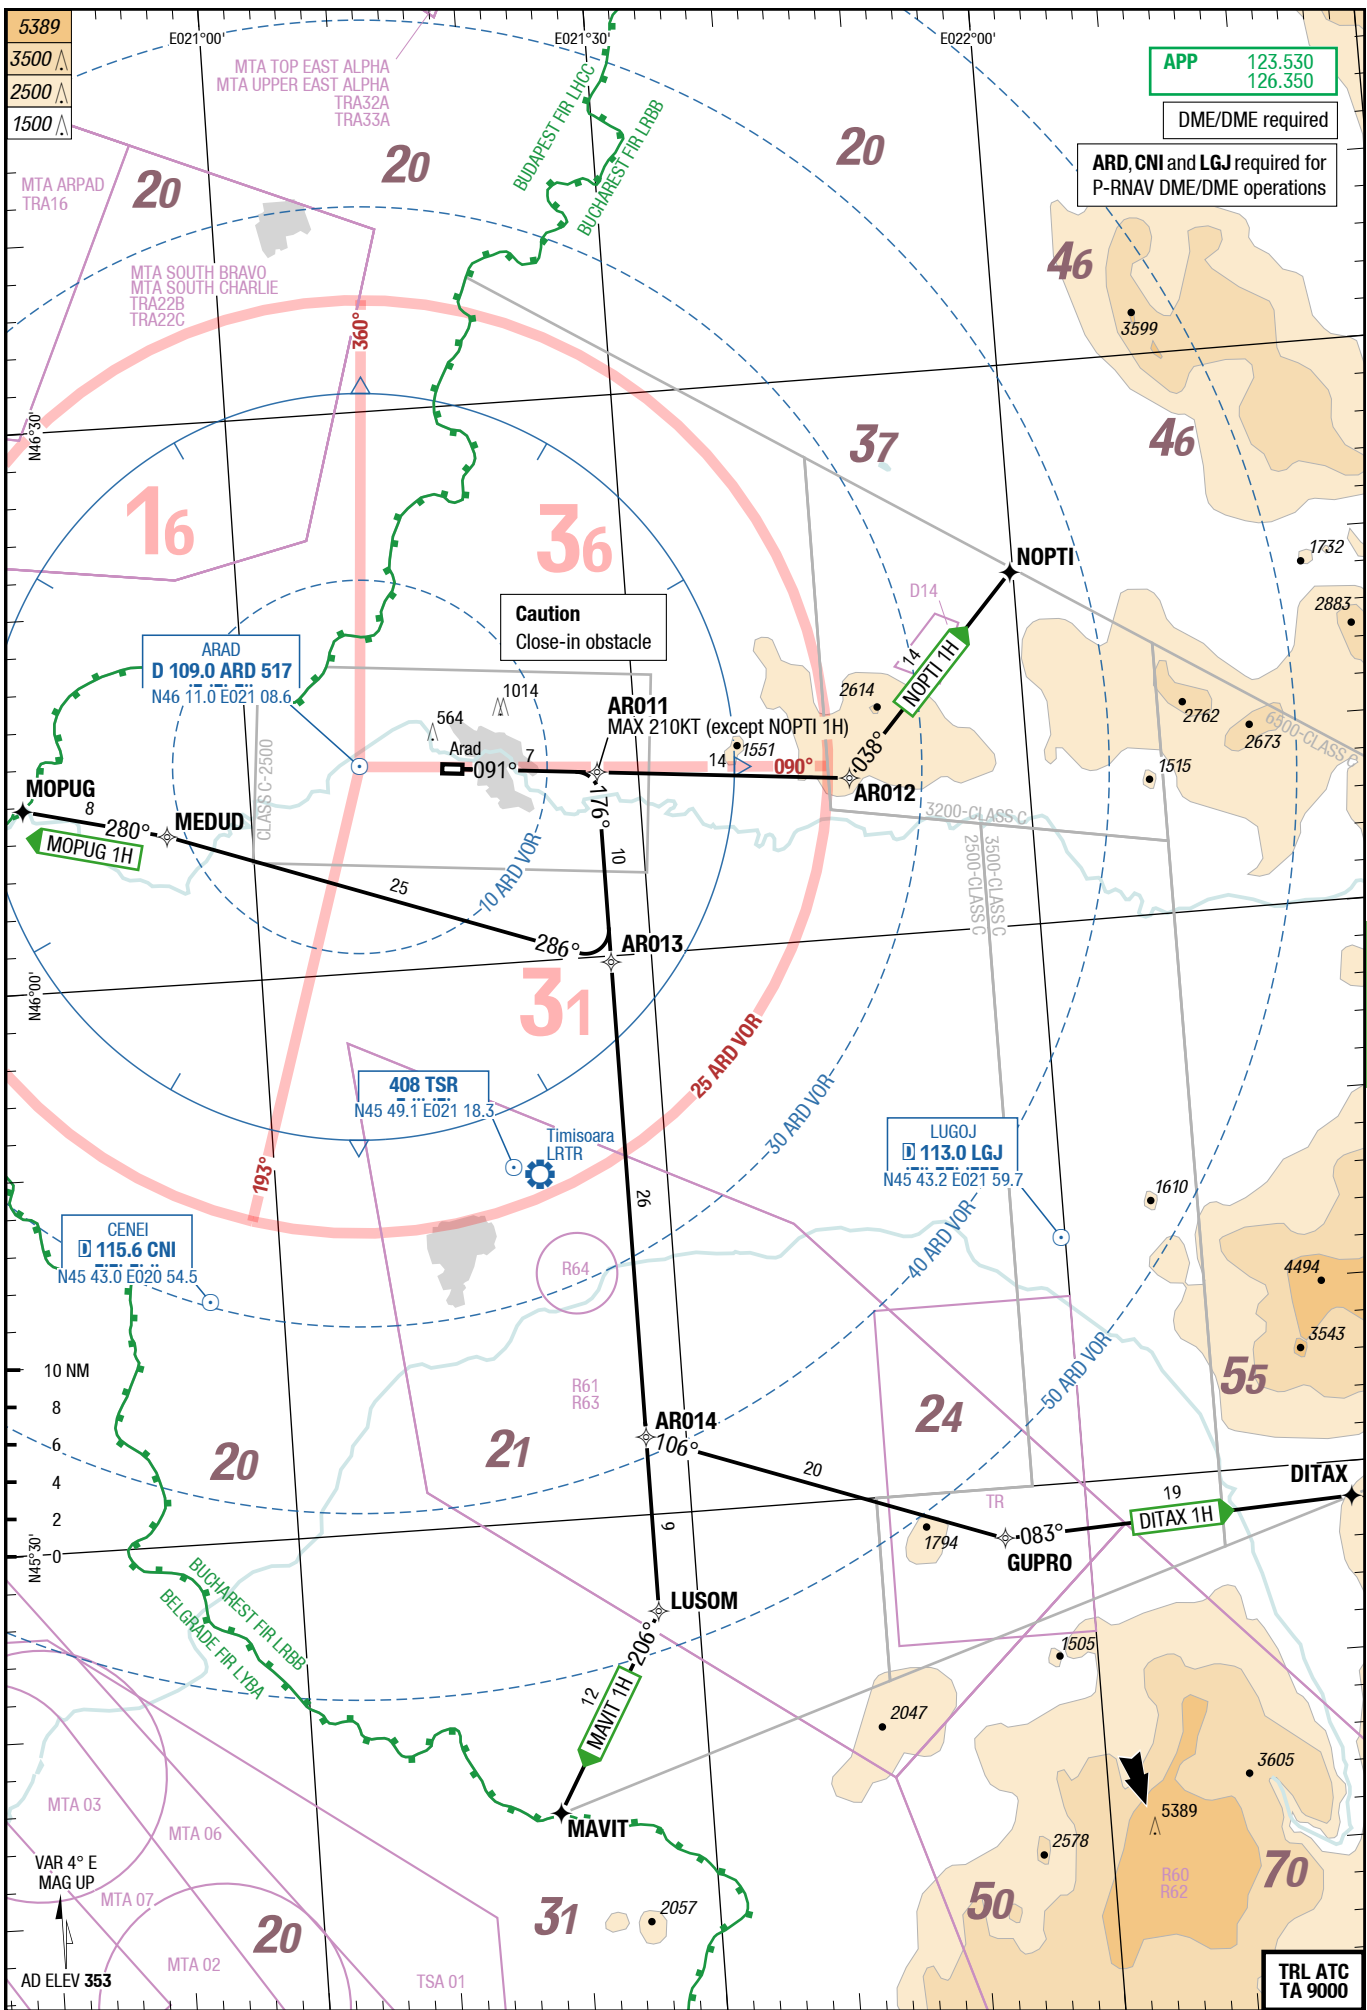 5389
3500
2500
1500
E021°00'
E021°30'
E022°00'
APP 123.530
126.350
DME/DME required
ARD, CNI and LGJ required for
P-RNAV DME/DME operations
MTA TOP EAST ALPHA
MTA UPPER EAST ALPHA
TRA32A
TRA33A
BUDAPEST FIR LHCC
BUCHAREST FIR LRBB
20
20
20
MTA ARPAD
TRA16
MTA SOUTH BRAVO
MTA SOUTH CHARLIE
TRA22B
TRA22C
46
3599
360°
N46°30'
37
46
16
36
1732
NOPTI
D14
2883
Caution
Close-in obstacle
14
NOPTI 1H
ARAD
D 109.0 ARD 517
N46 11.0 E021 08.6
1014
564
Arad
AR011
MAX 210KT (except NOPTI 1H)
2614
2762
2673
6500-CLASS C
1551
038°
091°
7
14
090°
1515
AR012
CLASS C-2500
MOPUG
8
280°
MEDUD
MOPUG 1H
176°
3200-CLASS C
3500-CLASS C
2500-CLASS C
10
25
10 ARD VOR
286°
AR013
N46°00'
31
25 ARD VOR
408 TSR
N45 49.1 E021 18.3
Timisoara
LRTR
30 ARD VOR
LUGOJ
D 113.0 LGJ
N45 43.2 E021 59.7
193°
26
1610
CENEI
D 115.6 CNI
N45 43.0 E020 54.5
R64
40 ARD VOR
4494
3543
10 NM
8
6
4
2
0
R61
R63
50 ARD VOR
55
24
AR014
106°
20
21
20
DITAX
19
DITAX 1H
TR
1794
083°
GUPRO
9
N45°30'
BUCHAREST FIR LRBB
BELGRADE FIR LYBA
LUSOM
206°
1505
12
MAVIT 1H
2047
3605
MTA 03
MTA 06
MAVIT
5389
2578
VAR 4° E
MAG UP
MTA 07
R60
R62
70
50
31
2057
20
MTA 02
TSA 01
AD ELEV 353
TRL ATC
TA 9000